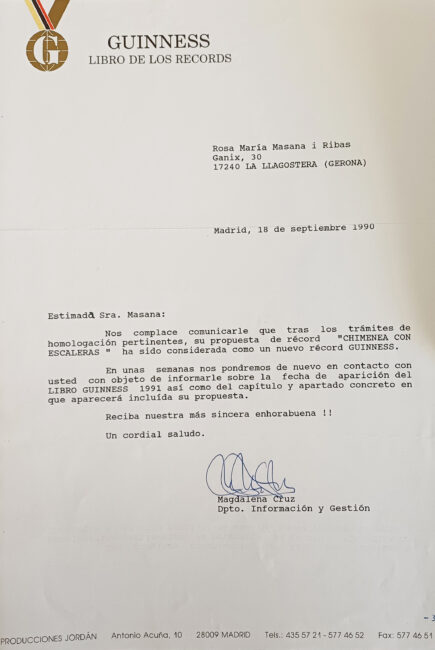 G
GUINNESS
LIBRO DE LOS RECORDS
Rosa María Masana i Ribas
Ganix, 30
17240 LA LLAGOSTERA (GERONA)
Madrid, 18 de septiembre 1990
Estimada Sra. Masana:
Nos complace comunicarle que tras los trámites de
homologación pertinentes, su propuesta de récord "CHIMENEA CON
ESCALERAS " ha sido considerada como un nuevo récord GUINNESS.
En unas semanas nos pondremos de nuevo en contacto con
usted con objeto de informarle sobre la fecha de aparición del
LIBRO GUINNESS 1991 así como del capítulo y apartado concreto en
que aparecerá incluída su propuesta.
Reciba nuestra más sincera enhorabuena !!
Un cordial saludo.
Magdalena Cruz
Dpto. Información y Gestión
PRODUCCIONES JORDÁN Antonio Acuña, 10 28009 MADRID Tels.: 435 57 21 - 577 46 52 Fax: 577 46 51